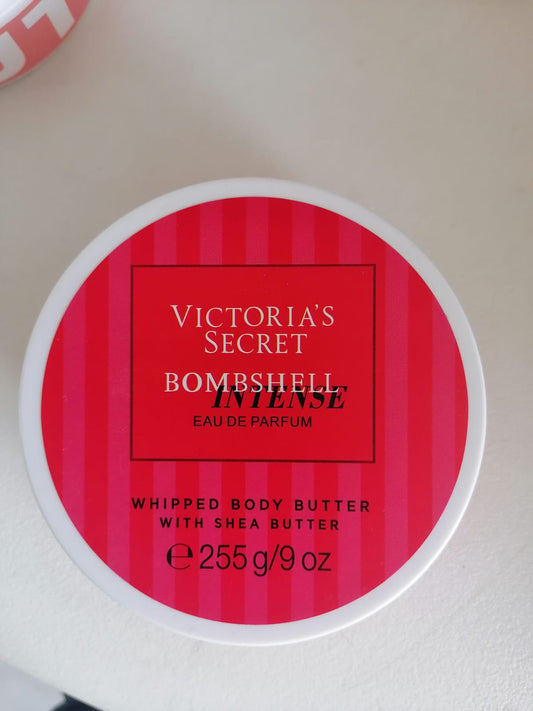 VICTORIA'S
SECRET
BOMBSHELL
INTENSE
EAU DE PARFUM
WHIPPED BODY BUTTER
WITH SHEA BUTTER
℮ 255 g/9 oz